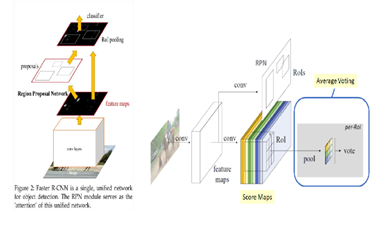 classifier
RoI pooling
proposals
Region Proposal Network
feature maps
conv layers
Figure 2: Faster R-CNN is a single, unified network
for object detection. The RPN module serves as the
'attention' of this unified network.
RPN
RoIs
conv
conv
conv
feature
maps
RoI
Score Maps
Average Voting
per-RoI
pool
vote